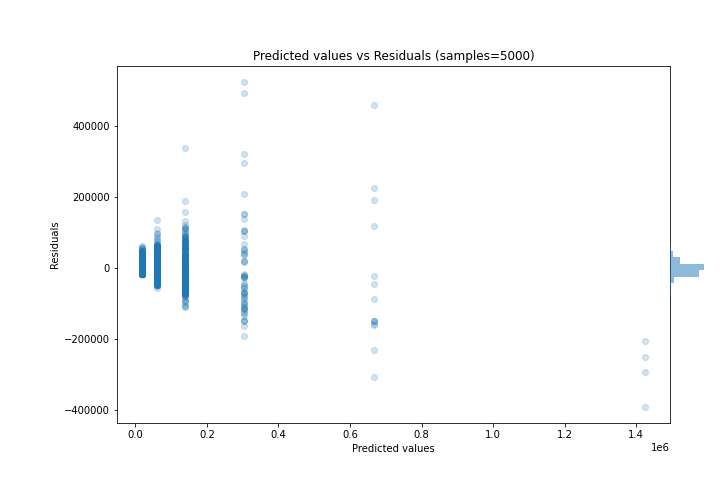 Predicted values vs Residuals (samples=5000)
Residuals
400000
200000
0
−200000
−400000
0.0 0.2 0.4 0.6 0.8 1.0 1.2 1.4
1e6
Predicted values